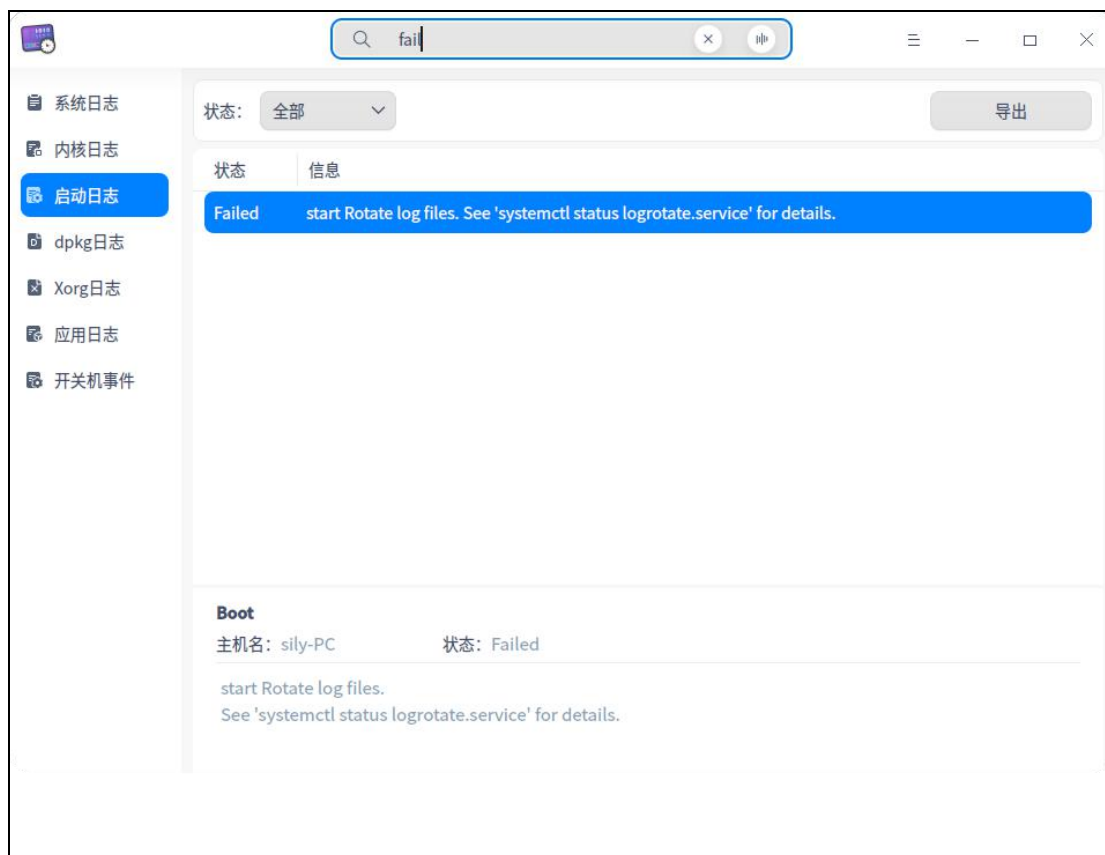 fail
系统日志
内核日志
启动日志
dpkg日志
Xorg日志
应用日志
开关机事件
状态： 全部 导出
状态 信息
Failed start Rotate log files. See 'systemctl status logrotate.service' for details.
Boot
主机名：sily-PC 状态：Failed
start Rotate log files.
See 'systemctl status logrotate.service' for details.